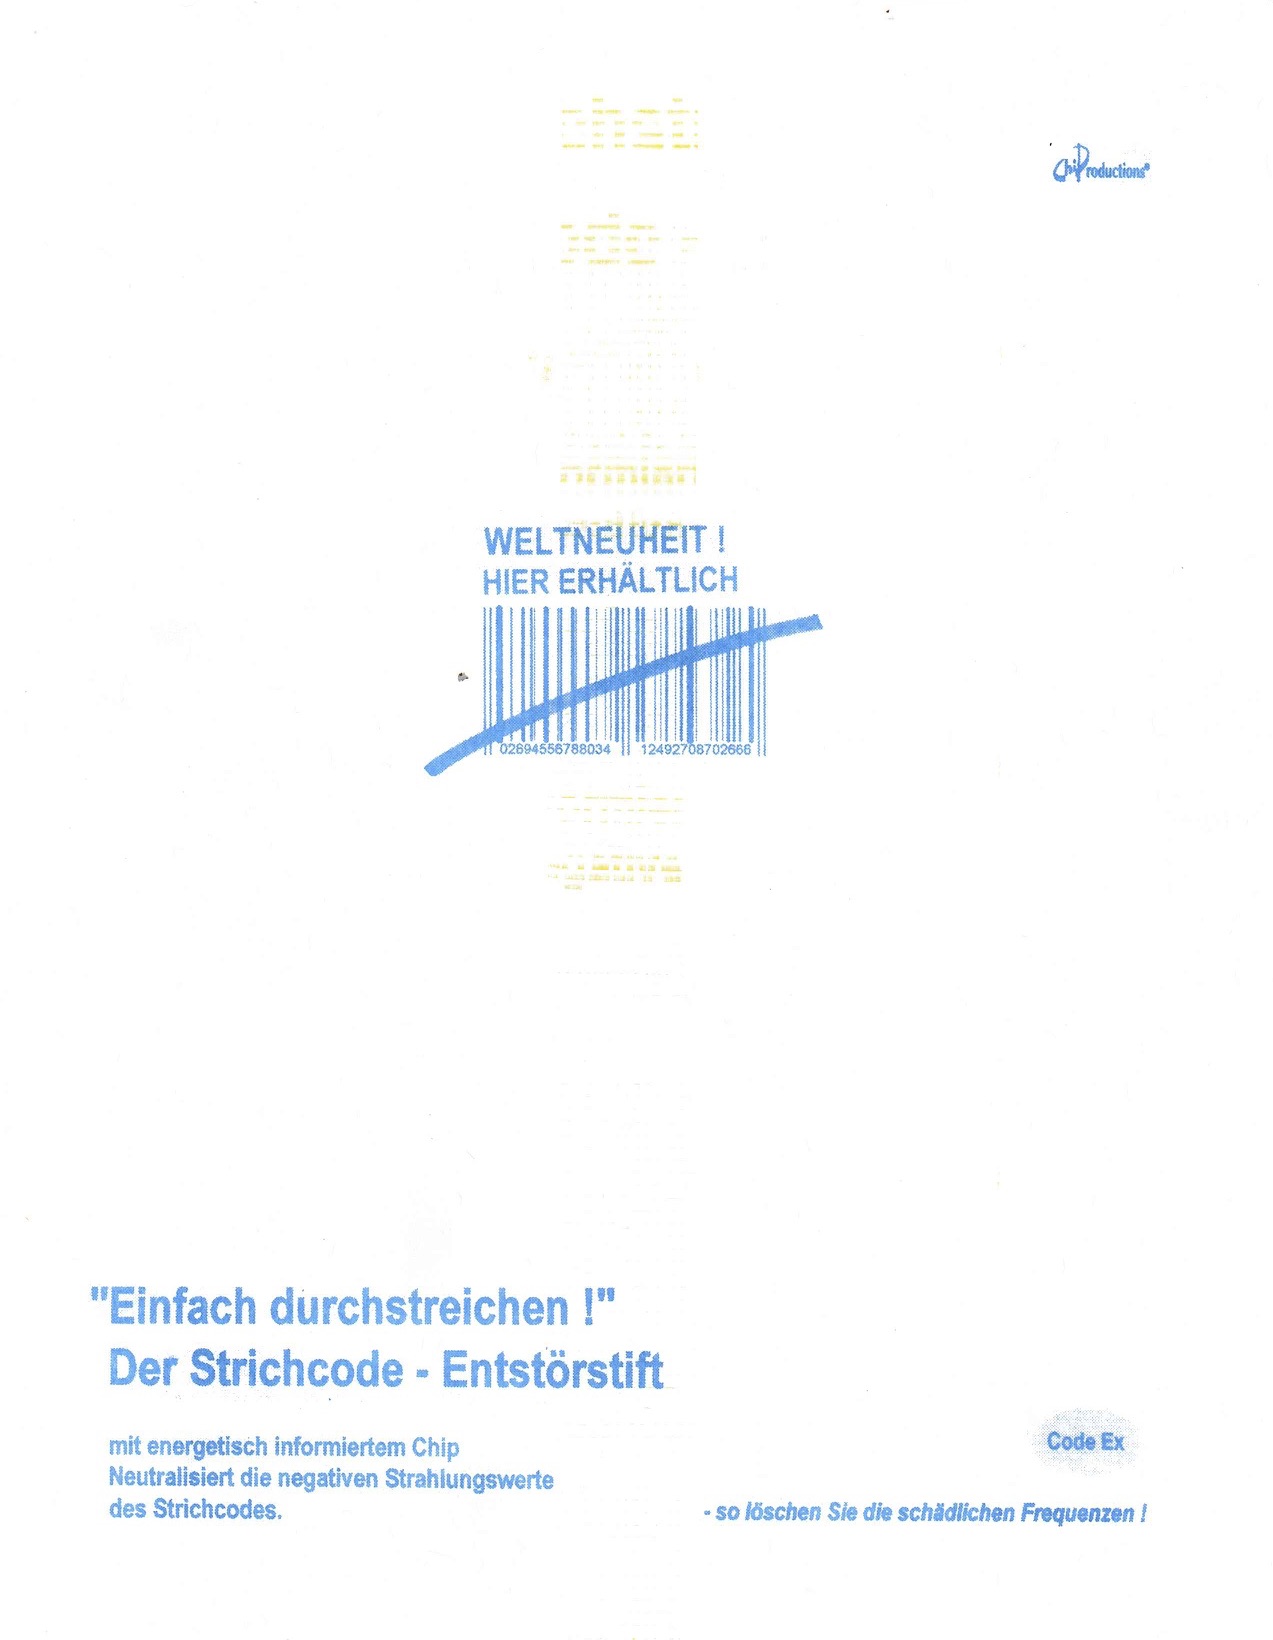 ChiProductions®
WELTNEUHEIT !
HIER ERHÄLTLICH
02694556788034 12492708702666
"Einfach durchstreichen !"
Der Strichcode - Entstörstift
mit energetisch informiertem Chip
Neutralisiert die negativen Strahlungswerte
des Strichcodes.
Code Ex
- so löschen Sie die schädlichen Frequenzen !